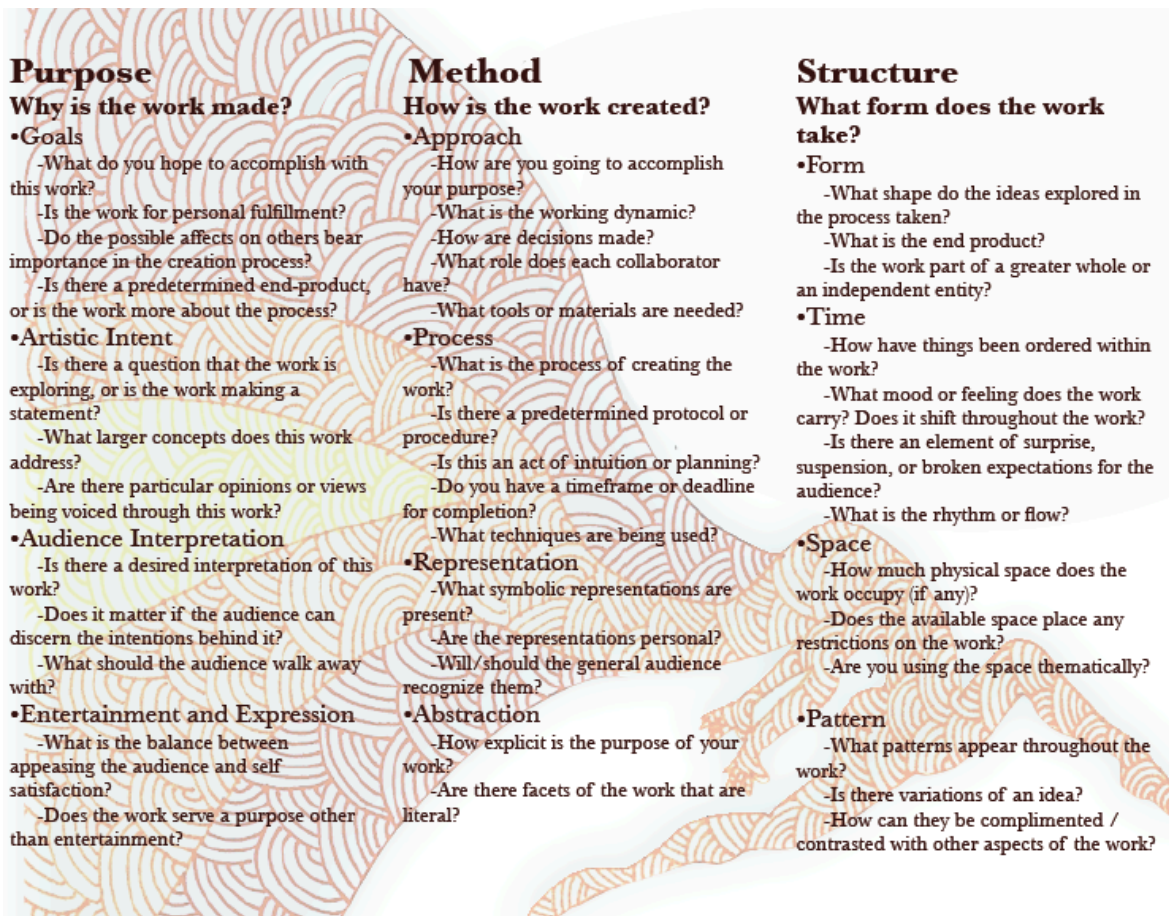 Purpose
Why is the work made?
•Goals
-What do you hope to accomplish with
this work?
-Is the work for personal fulfillment?
-Do the possible affects on others bear
importance in the creation process?
-Is there a predetermined end-product,
or is the work more about the process?
•Artistic Intent
-Is there a question that the work is
exploring, or is the work making a
statement?
-What larger concepts does this work
address?
-Are there particular opinions or views
being voiced through this work?
•Audience Interpretation
-Is there a desired interpretation of this
work?
-Does it matter if the audience can
discern the intentions behind it?
-What should the audience walk away
with?
•Entertainment and Expression
-What is the balance between
appeasing the audience and self
satisfaction?
-Does the work serve a purpose other
than entertainment?
Method
How is the work created?
•Approach
-How are you going to accomplish
your purpose?
-What is the working dynamic?
-How are decisions made?
-What role does each collaborator
have?
-What tools or materials are needed?
•Process
-What is the process of creating the
work?
-Is there a predetermined protocol or
procedure?
-Is this an act of intuition or planning?
-Do you have a timeframe or deadline
for completion?
-What techniques are being used?
•Representation
-What symbolic representations are
present?
-Are the representations personal?
-Will/should the general audience
recognize them?
•Abstraction
-How explicit is the purpose of your
work?
-Are there facets of the work that are
literal?
Structure
What form does the work
take?
•Form
-What shape do the ideas explored in
the process taken?
-What is the end product?
-Is the work part of a greater whole or
an independent entity?
•Time
-How have things been ordered within
the work?
-What mood or feeling does the work
carry? Does it shift throughout the work?
-Is there an element of surprise,
suspension, or broken expectations for the
audience?
-What is the rhythm or flow?
•Space
-How much physical space does the
work occupy (if any)?
-Does the available space place any
restrictions on the work?
-Are you using the space thematically?
•Pattern
-What patterns appear throughout the
work?
-Is there variations of an idea?
-How can they be complimented /
contrasted with other aspects of the work?